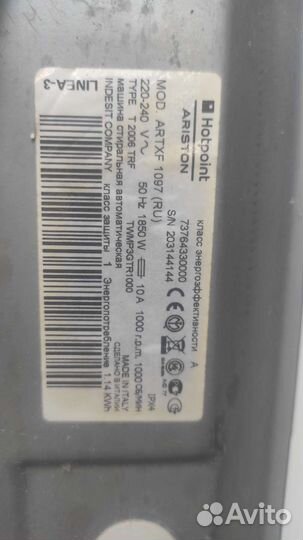 Hotpoint
ARISTON
класс энергоэффективности A
73764330000
S/N 203144144
MOD. ARTXF 1097 (RU)
220-240 V 50 Hz 1850 W 10 A 1000 r.p.m. 1000 ОБ/МИН
TYPE T 2006 TRF TWMP3GTR1000 IPX4
машина стиральная автоматическая
MADE IN ITALY
СДЕЛАНО В ИТАЛИИ
INDESIT COMPANY класс защиты 1 Энергопотребление 1.14 KWh
LINEA-3
Avito